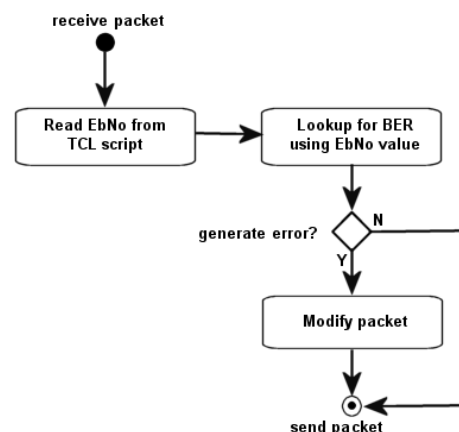 receive packet
Read EbNo from
TCL script
Lookup for BER
using EbNo value
generate error?
N
Y
Modify packet
send packet